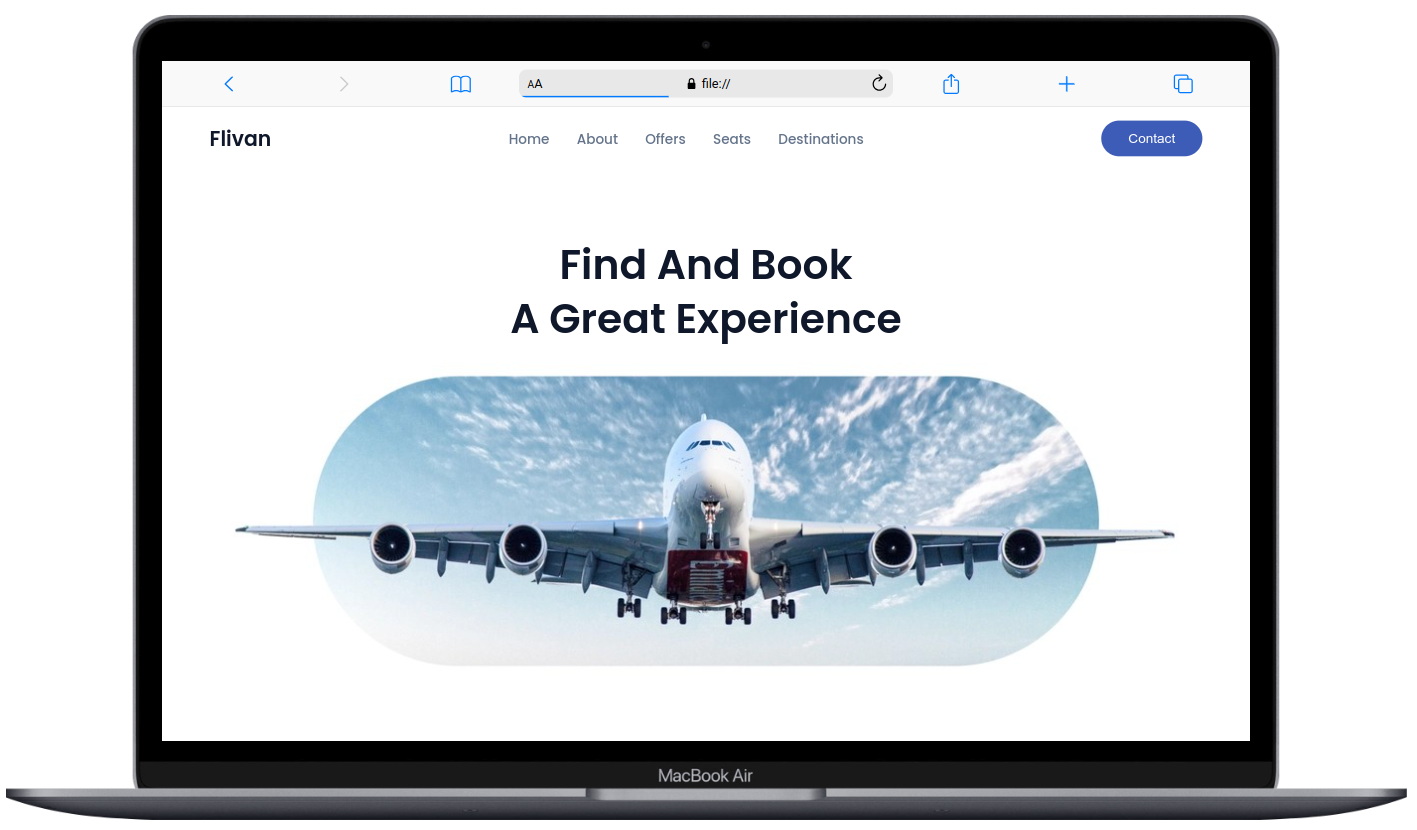 AA file://
Flivan Home About Offers Seats Destinations Contact
Find And Book
A Great Experience
MacBook Air